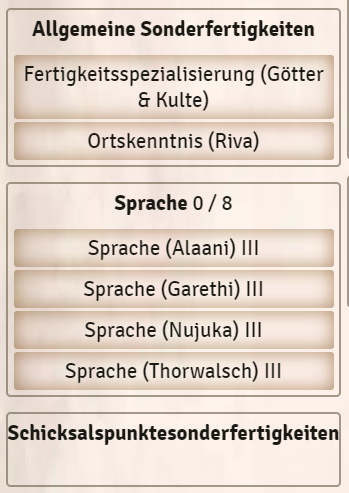 Allgemeine Sonderfertigkeiten
Fertigkeitsspezialisierung (Götter
& Kulte)
Ortskenntnis (Riva)
Sprache 0 / 8
Sprache (Alaani) III
Sprache (Garethi) III
Sprache (Nujuka) III
Sprache (Thorwalsch) III
Schicksalspunktesonderfertigkeiten